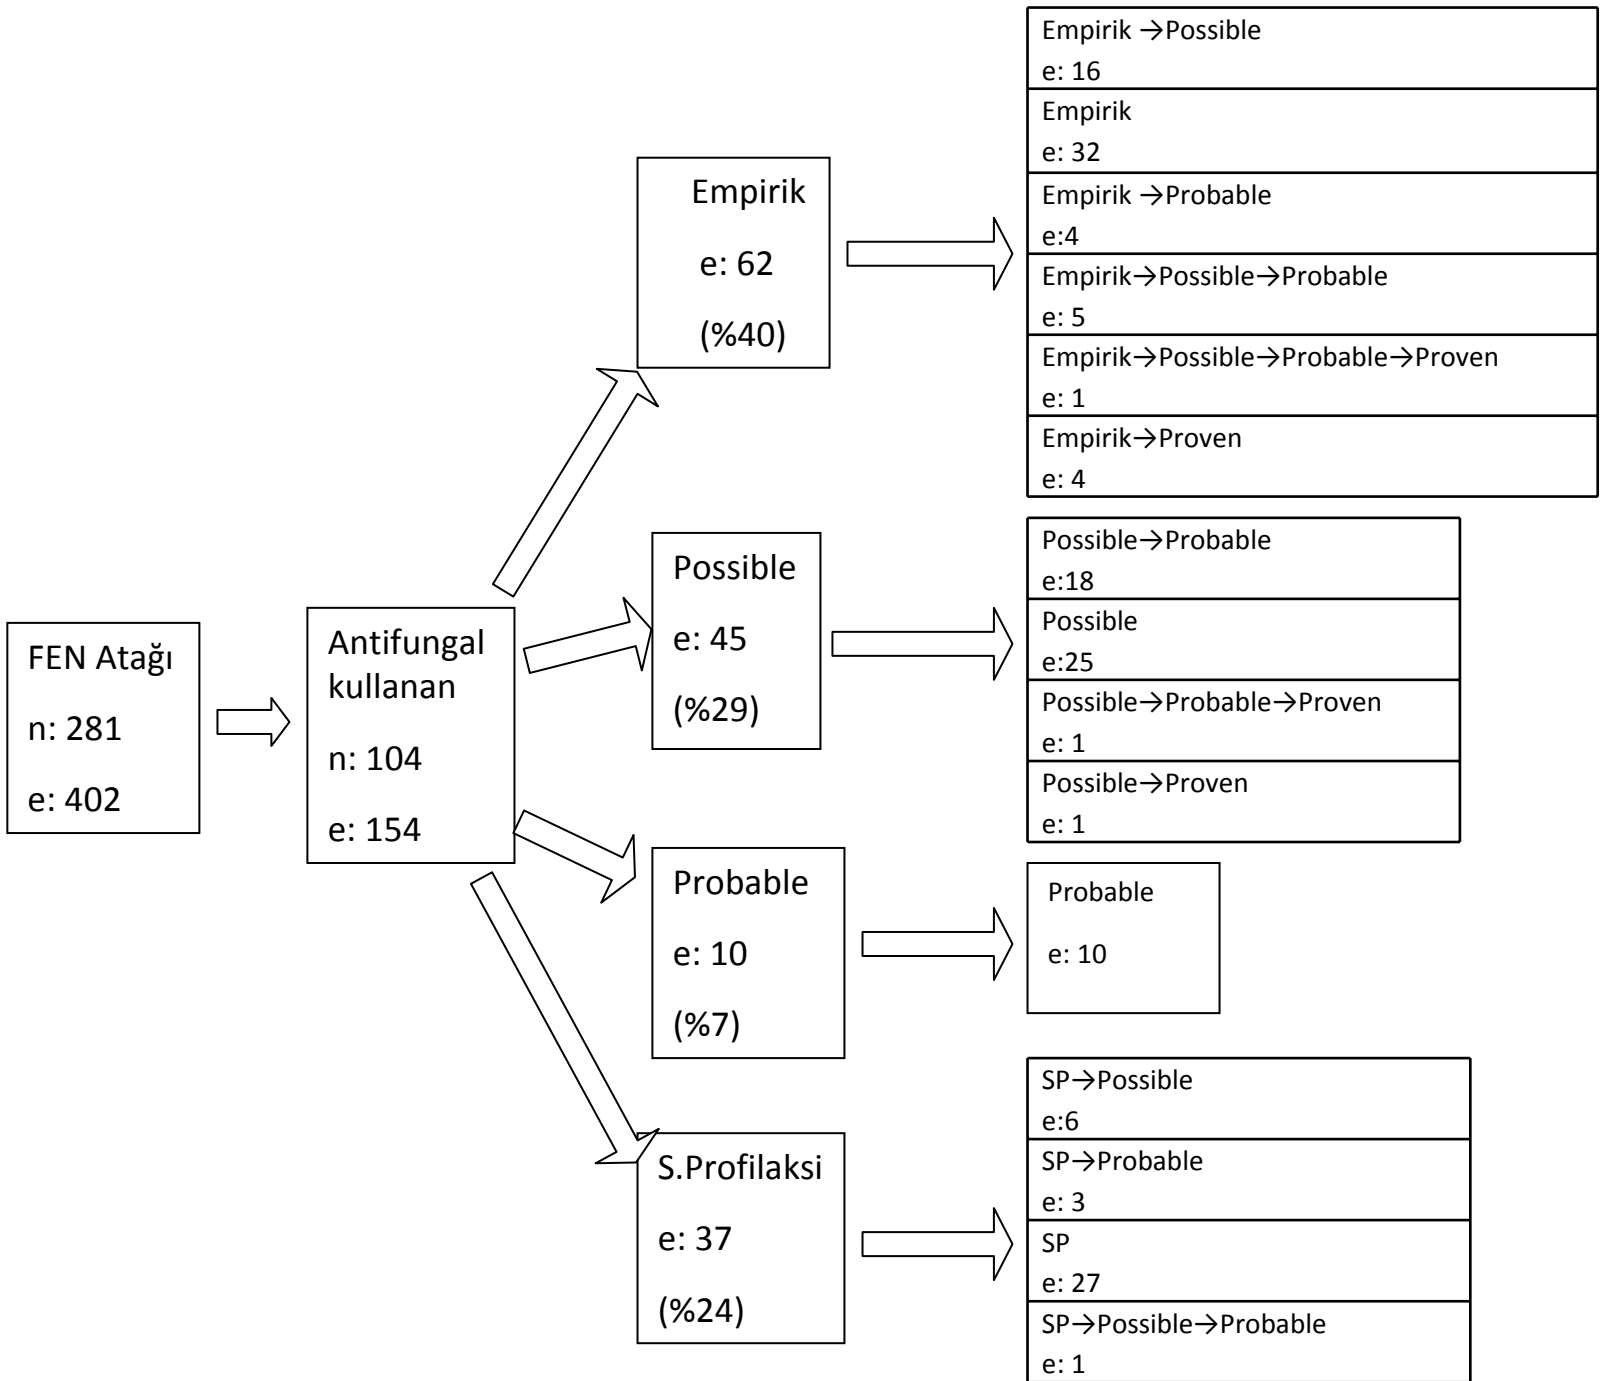 FEN Atağı
n: 281
e: 402
Antifungal
kullanan
n: 104
e: 154
Empirik
e: 62
(%40)
Empirik →Possible
e: 16
Empirik
e: 32
Empirik →Probable
e:4
Empirik→Possible→Probable
e: 5
Empirik→Possible→Probable→Proven
e: 1
Empirik→Proven
e: 4
Possible
e: 45
(%29)
Possible→Probable
e:18
Possible
e:25
Possible→Probable→Proven
e: 1
Possible→Proven
e: 1
Probable
e: 10
(%7)
Probable
e: 10
S.Profilaksi
e: 37
(%24)
SP→Possible
e:6
SP→Probable
e: 3
SP
e: 27
SP→Possible→Probable
e: 1